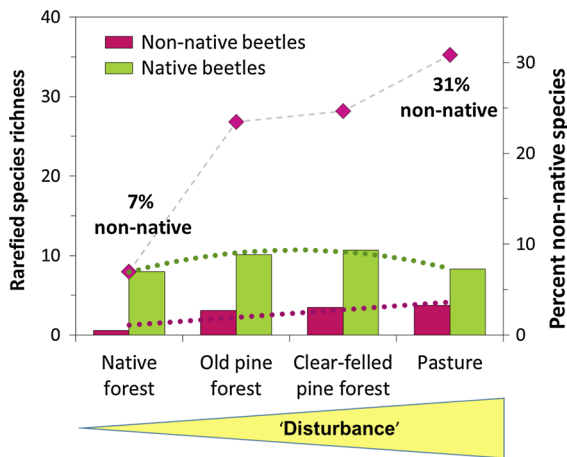 40
30
20
10
0
Rarefied species richness
Non-native beetles
Native beetles
7%
non-native
31%
non-native
30
20
10
0
Percent non-native species
Native
forest
Old pine
forest
Clear-felled
pine forest
Pasture
‘Disturbance’